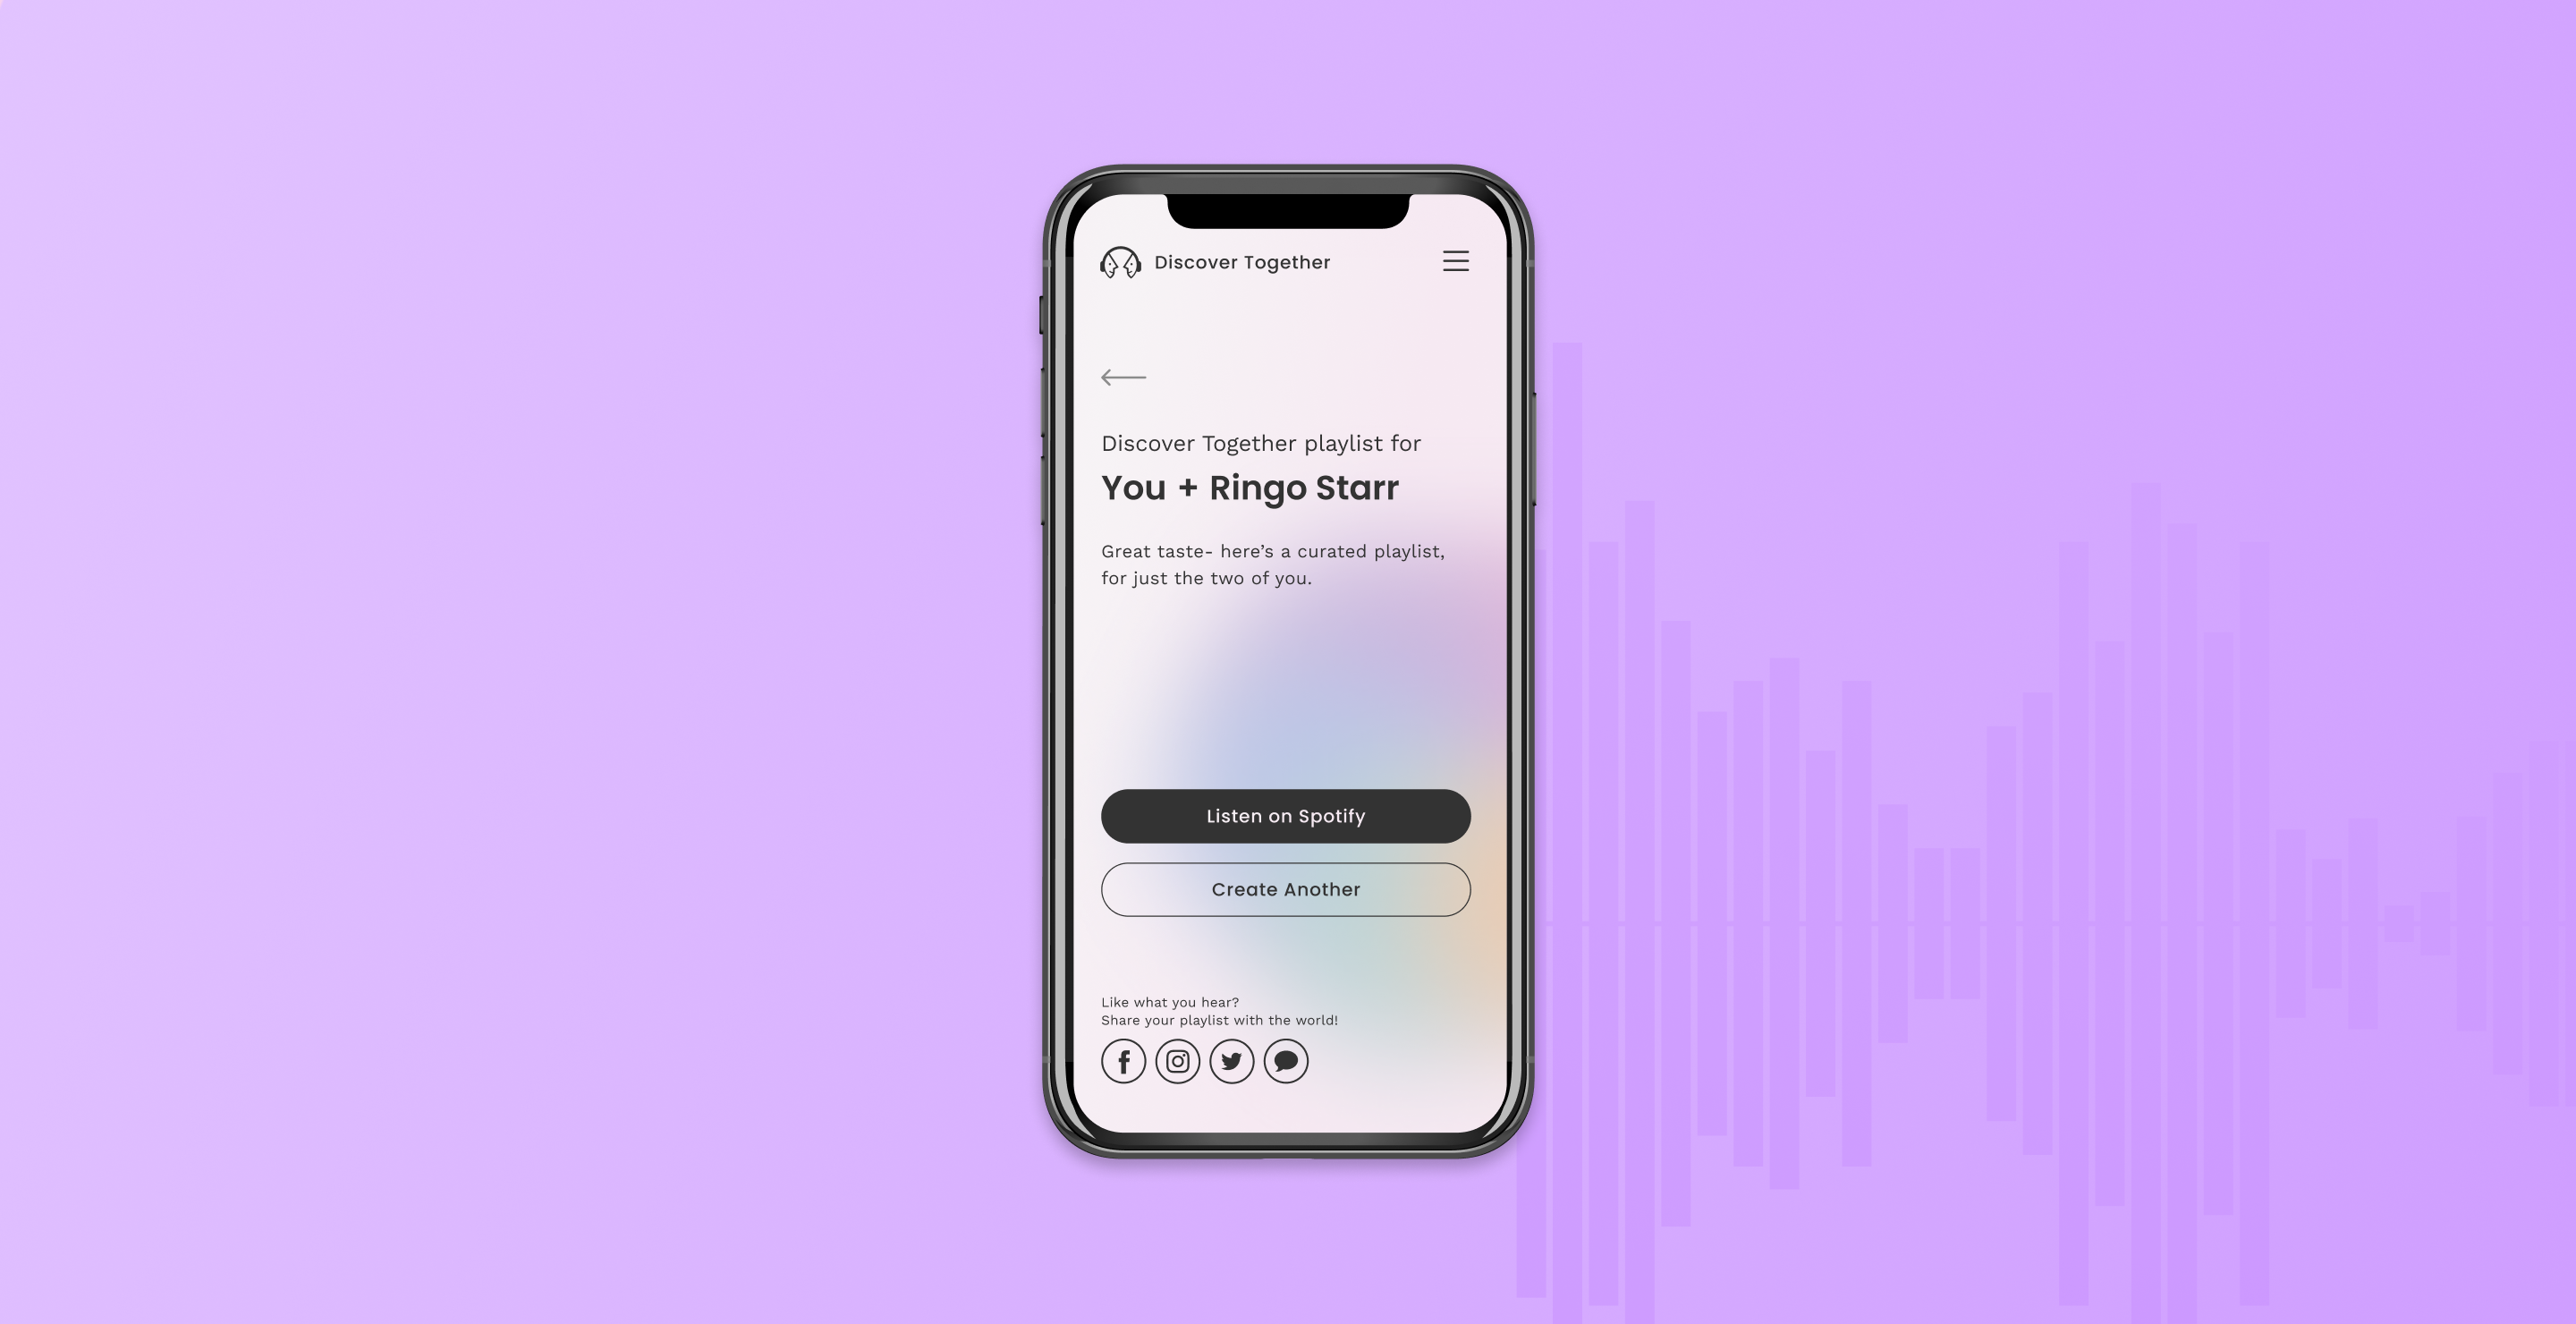 Discover Together
Discover Together playlist for
You + Ringo Starr
Great taste- here’s a curated playlist,
for just the two of you.
Listen on Spotify
Create Another
Like what you hear?
Share your playlist with the world!